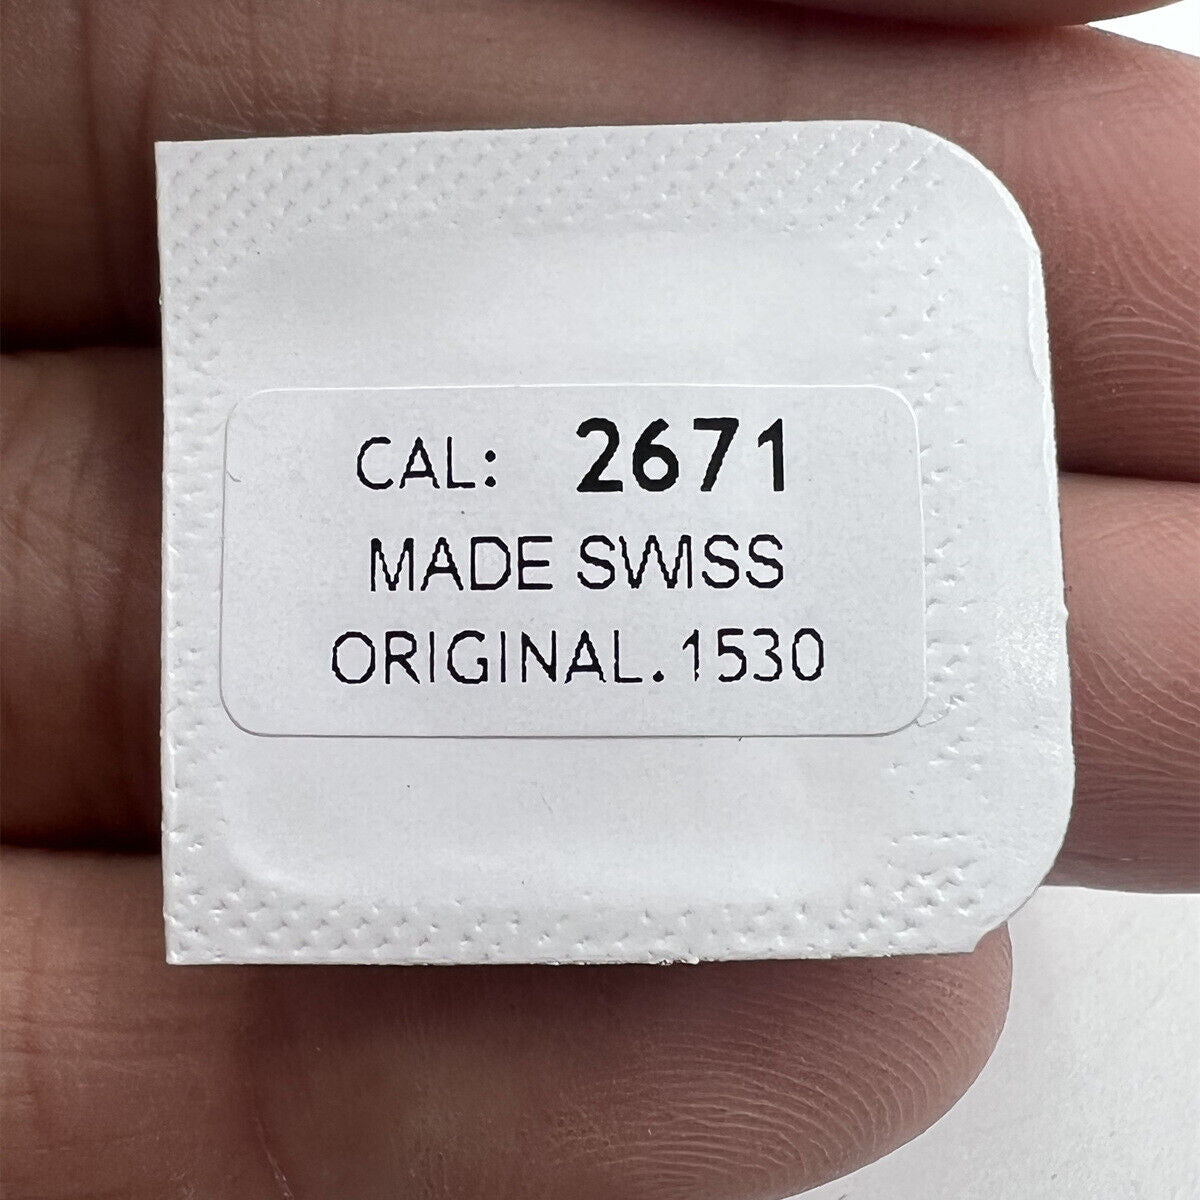 CAL: 2671
MADE SWISS
ORIGINAL. 1530